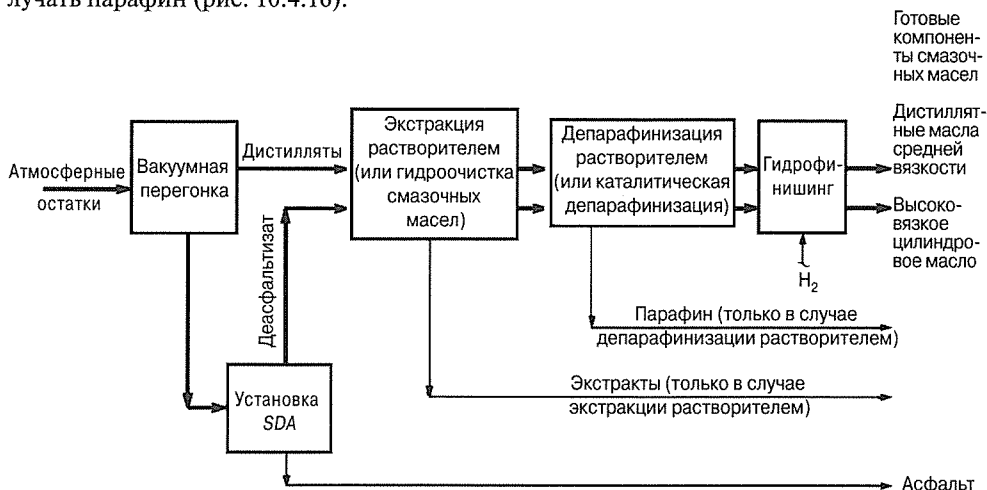 лучать парафин (рис. 10.4.16).
Готовые
компонен-
ты смазоч-
ных масел
Атмосферные
остатки
Вакуумная
перегонка
Дистилляты
Экстракция
растворителем
(или гидроочистка
смазочных
масел)
Депарафинизация
растворителем
(или каталитическая
депарафинизация)
Гидрофи-
нишинг
Дистиллят-
ные масла
средней
вязкости
Высоко-
вязкое
цилиндро-
вое масло
H₂
Деасфальтизат
Парафин (только в случае
депарафинизации растворителем)
Установка
SDA
Экстракты (только в случае
экстракции растворителем)
Асфальт